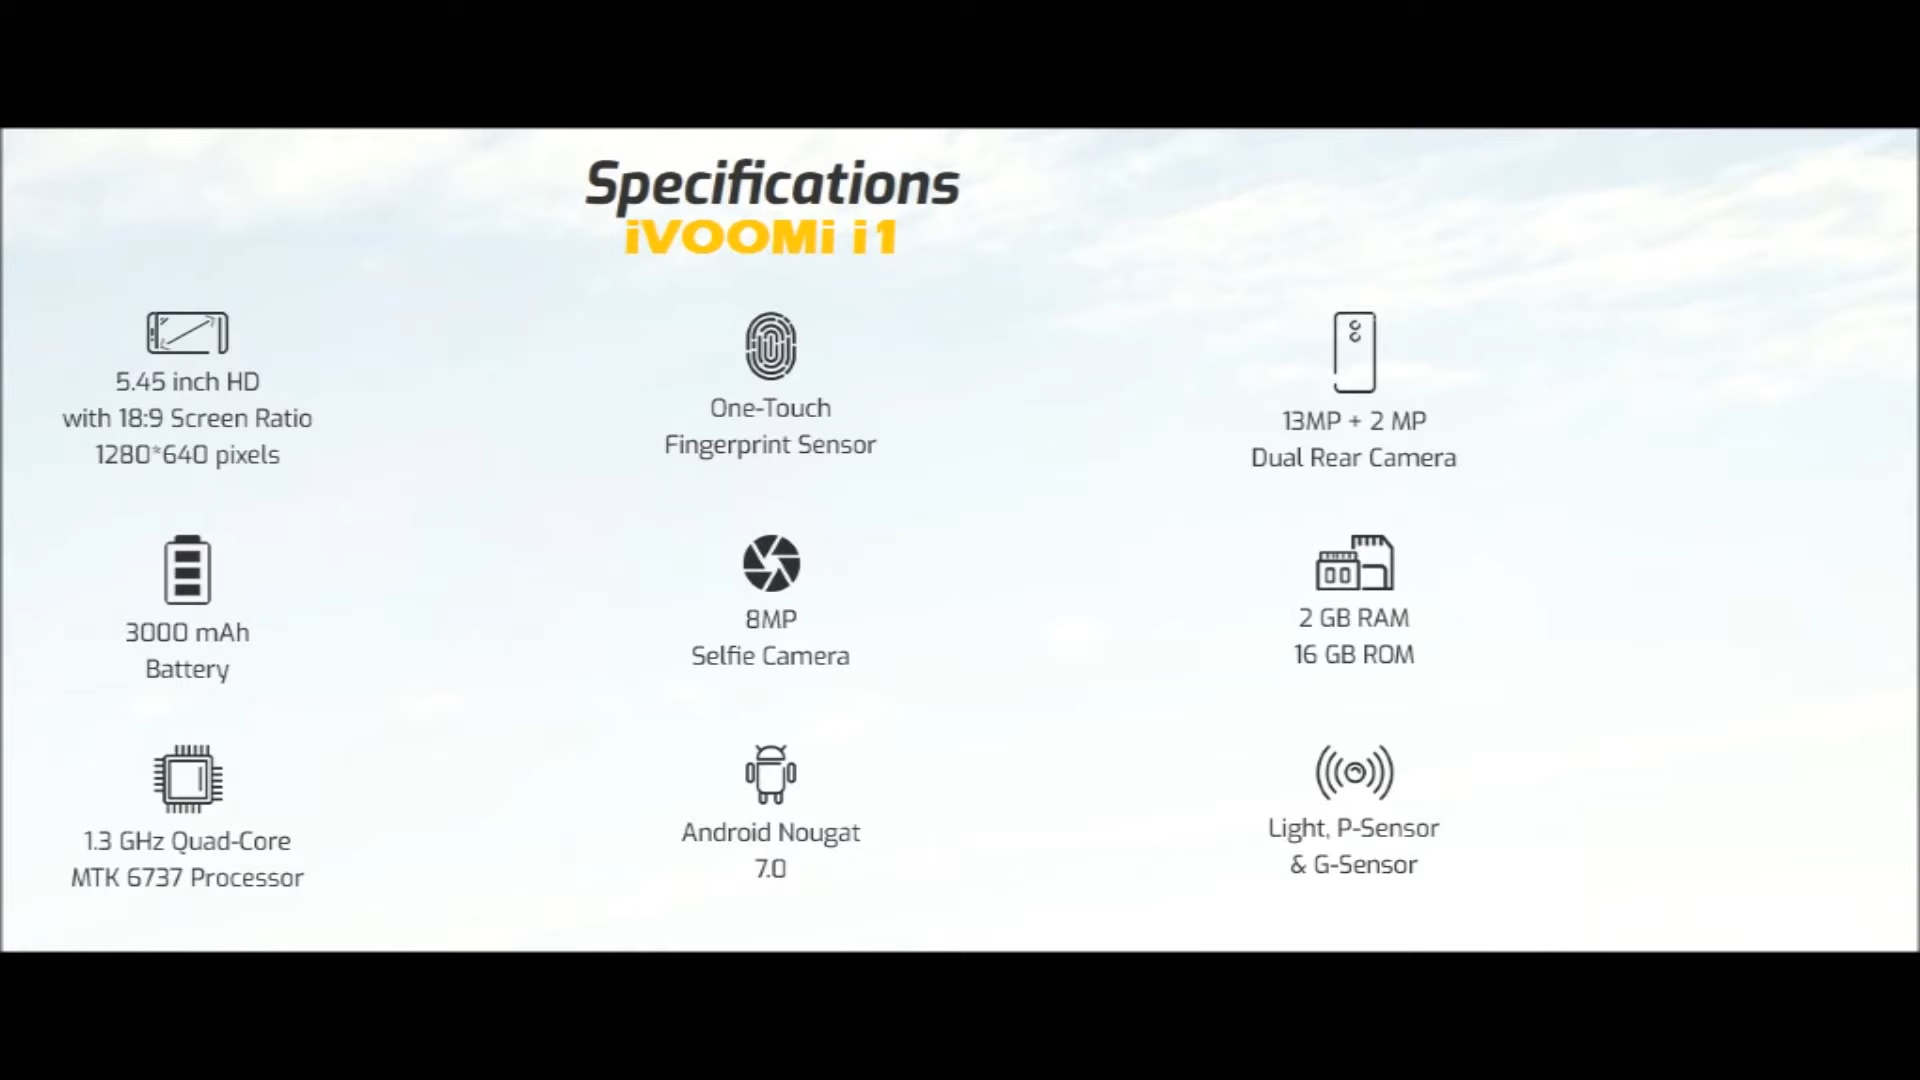 Specifications
iVOOMi i1
5.45 inch HD
with 18:9 Screen Ratio
1280*640 pixels
One-Touch
Fingerprint Sensor
13MP + 2 MP
Dual Rear Camera
3000 mAh
Battery
8MP
Selfie Camera
2 GB RAM
16 GB ROM
1.3 GHz Quad-Core
MTK 6737 Processor
Android Nougat
7.0
Light, P-Sensor
& G-Sensor